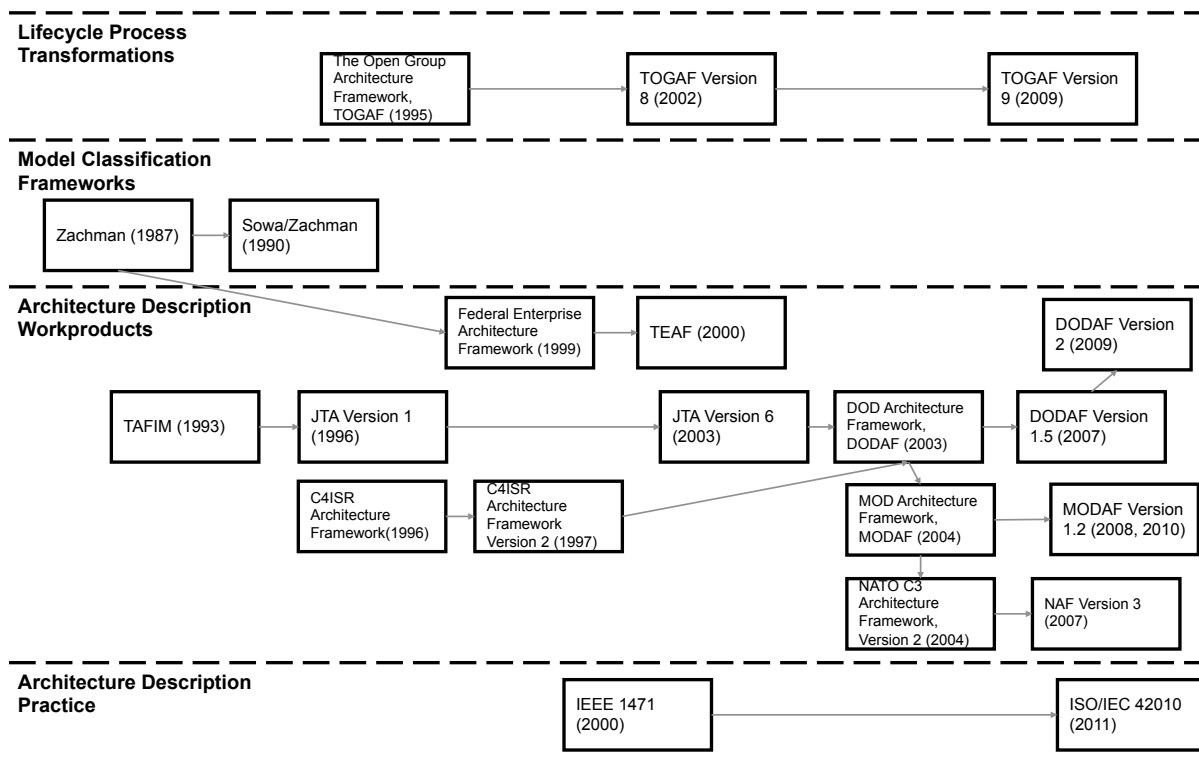 Lifecycle Process
Transformations
The Open Group
Architecture
Framework,
TOGAF (1995)
TOGAF Version
8 (2002)
TOGAF Version
9 (2009)
Model Classification
Frameworks
Zachman (1987)
Sowa/Zachman
(1990)
Architecture Description
Workproducts
Federal Enterprise
Architecture
Framework (1999)
TEAF (2000)
DODAF Version
2 (2009)
TAFIM (1993)
JTA Version 1
(1996)
JTA Version 6
(2003)
DOD Architecture
Framework,
DODAF (2003)
DODAF Version
1.5 (2007)
C4ISR
Architecture
Framework(1996)
C4ISR
Architecture
Framework
Version 2 (1997)
MOD Architecture
Framework,
MODAF (2004)
MODAF Version
1.2 (2008, 2010)
NATO C3
Architecture
Framework,
Version 2 (2004)
NAF Version 3
(2007)
Architecture Description
Practice
IEEE 1471
(2000)
ISO/IEC 42010
(2011)